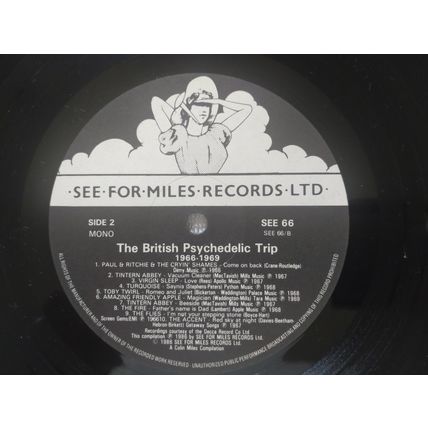 ·SEE·FOR·MILES·RECORDS·LTD·
SIDE 2
MONO
SEE 66
SEE 66/B
The British Psychedelic Trip
1966-1969
1. PAUL & RITCHIE & THE CRYIN' SHAMES - Come on back (Crane-Routledge)
Demy Music ℗ 1966
2. TINTERN ABBEY - Vacuum Cleaner (MacTavish) Mills Music ℗ 1967
3. VIRGIN SLEEP - Love (Rees) Apollo Music ℗ 1967
4. TURQUOISE - Saynia (Stephens Peters) Python Music ℗ 1968
5. TOBY TWIRL - Romeo and Juliet (Bickerton - Waddington) Palace Music ℗ 1968
6. AMAZING FRIENDLY APPLE - Magician (Waddington-Mills) Tara Music ℗ 1969
7. TINTERN ABBEY - Beeside (MacTavish) Mills Music ℗ 1967
8. THE FIRE - Father's name is Dad (Lambert) Apple Music ℗ 1968
9. THE FLIES - I'm not your stepping stone (Boyce-Hart)
Screen Gems/EMI ℗ 1966 10. THE ACCENT - Red sky at night (Davies-Beetham-
Hebron Birkett) Getaway Songs ℗ 1967
Recordings courtesy of the Decca Record Co Ltd
This compilation ℗ 1986 by SEE FOR MILES RECORDS LTD
© 1986 SEE FOR MILES RECORDS LTD
A Colin Miles Compilation
ALL RIGHTS OF THE MANUFACTURER AND OF THE OWNER OF THE RECORDED WORK RESERVED · UNAUTHORISED PUBLIC PERFORMANCE BROADCASTING AND COPYING OF THIS RECORD PROHIBITED